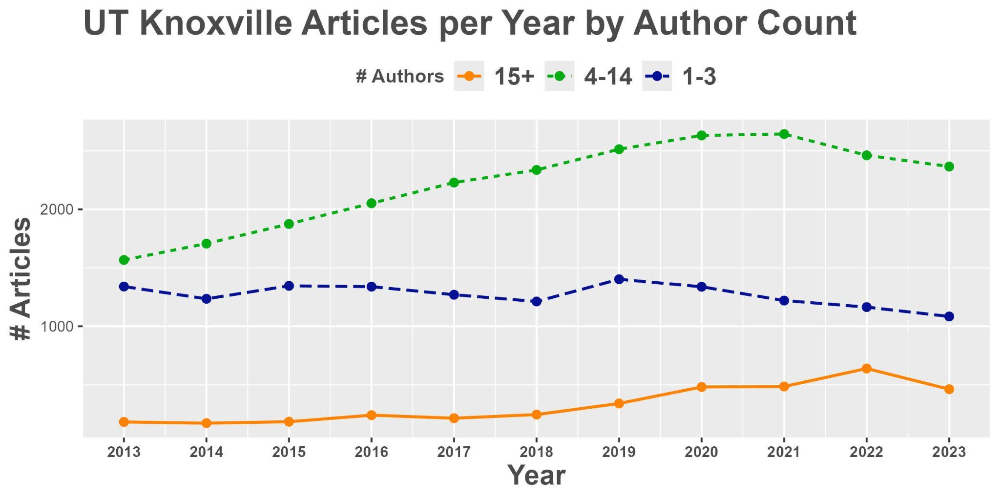 UT Knoxville Articles per Year by Author Count
# Authors 15+ 4-14 1-3
# Articles
2000
1000
2013 2014 2015 2016 2017 2018 2019 2020 2021 2022 2023
Year